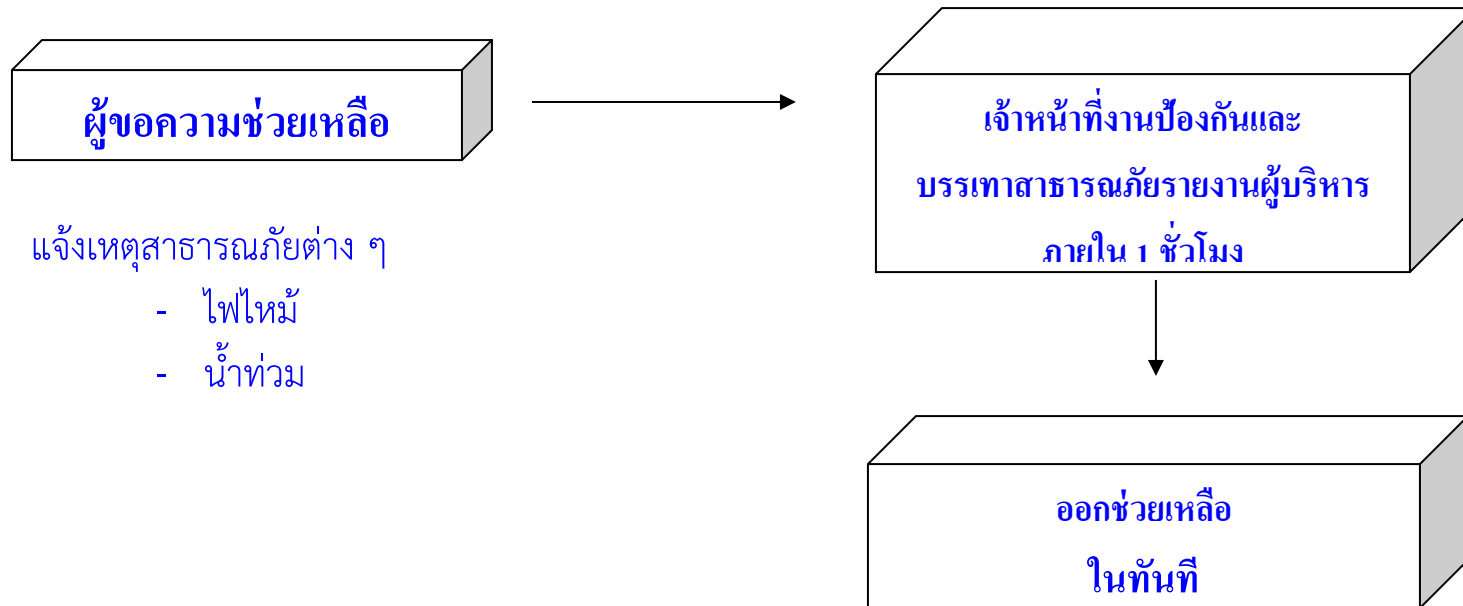 ผู้ขอความช่วยเหลือ
แจ้งเหตุสาธารณภัยต่าง ๆ
- ไฟไหม้
- น้ำท่วม
เจ้าหน้าที่งานป้องกันและ
บรรเทาสาธารณภัยรายงานผู้บริหาร
ภายใน 1 ชั่วโมง
ออกช่วยเหลือ
ในทันที